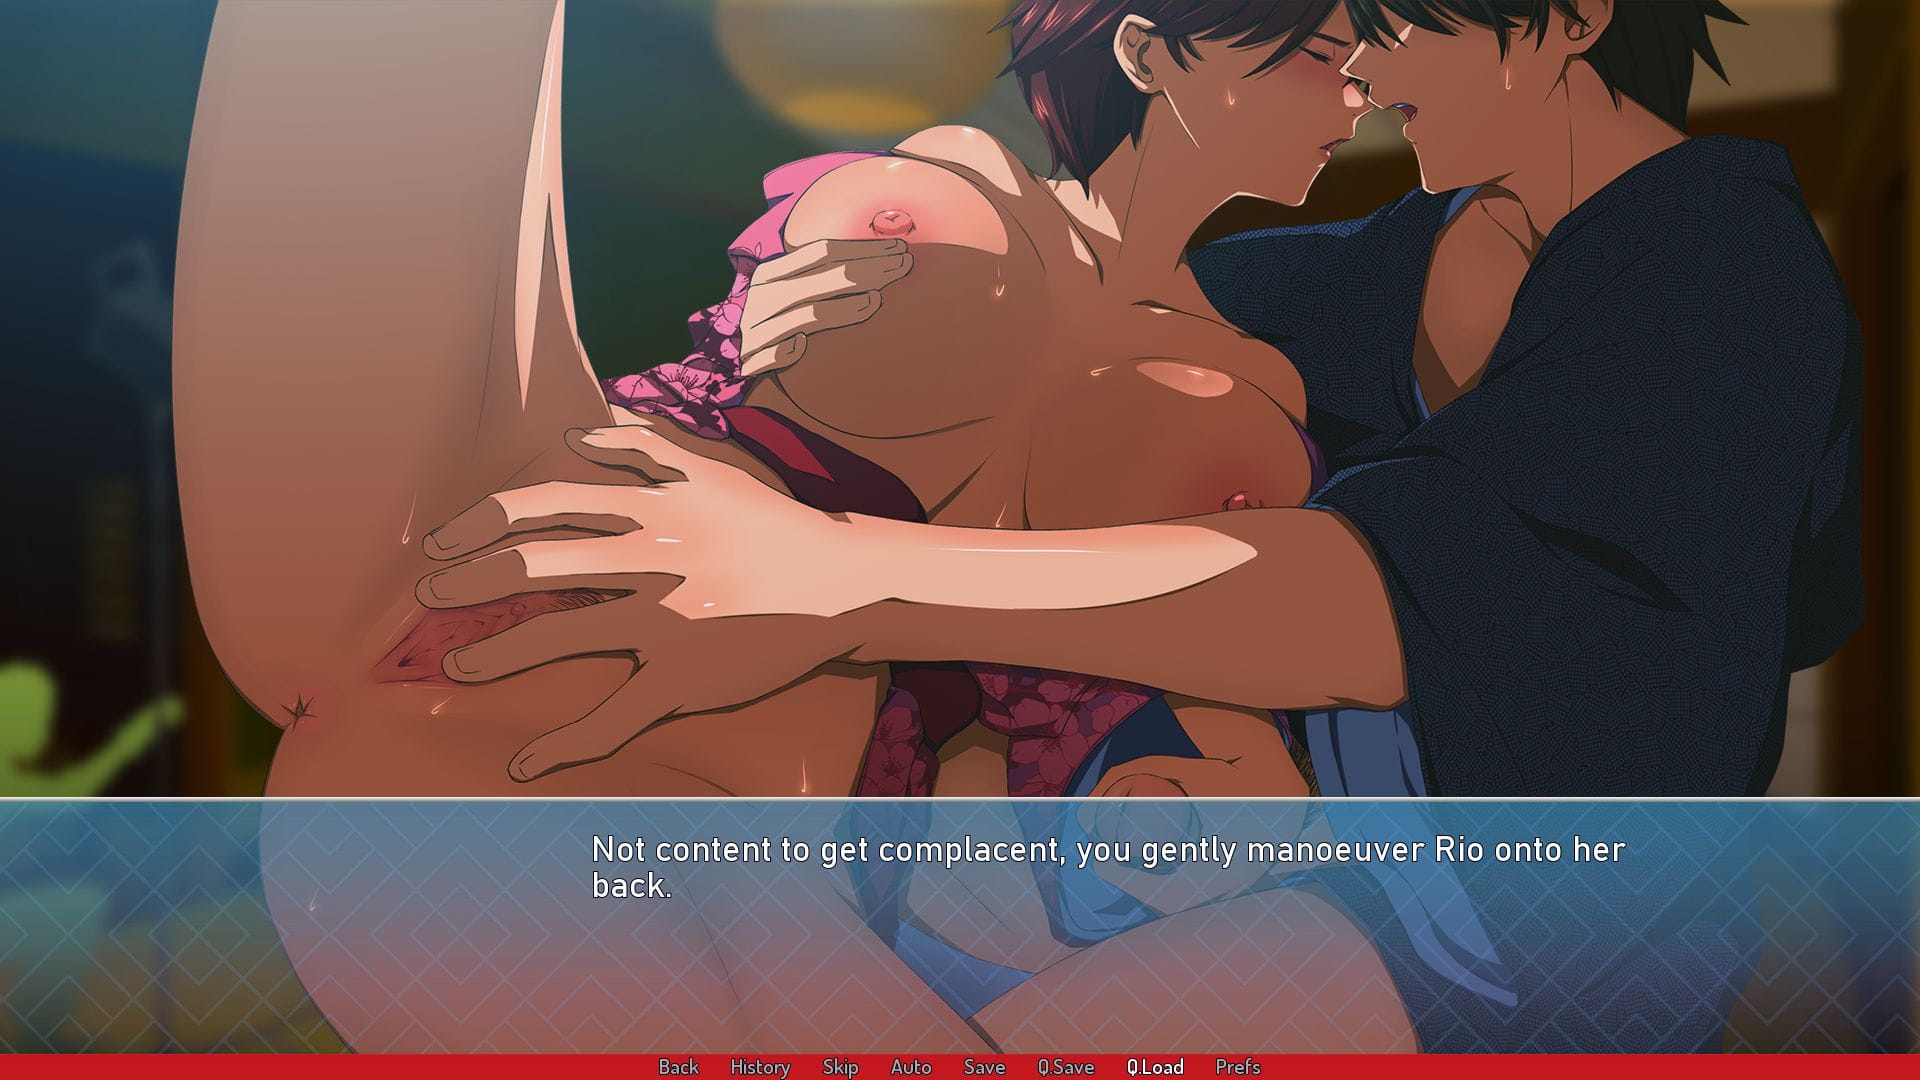 Not content to get complacent, you gently manoeuver Rio onto her
back.
Back History Skip Auto Save Q.Save Q.Load Prefs